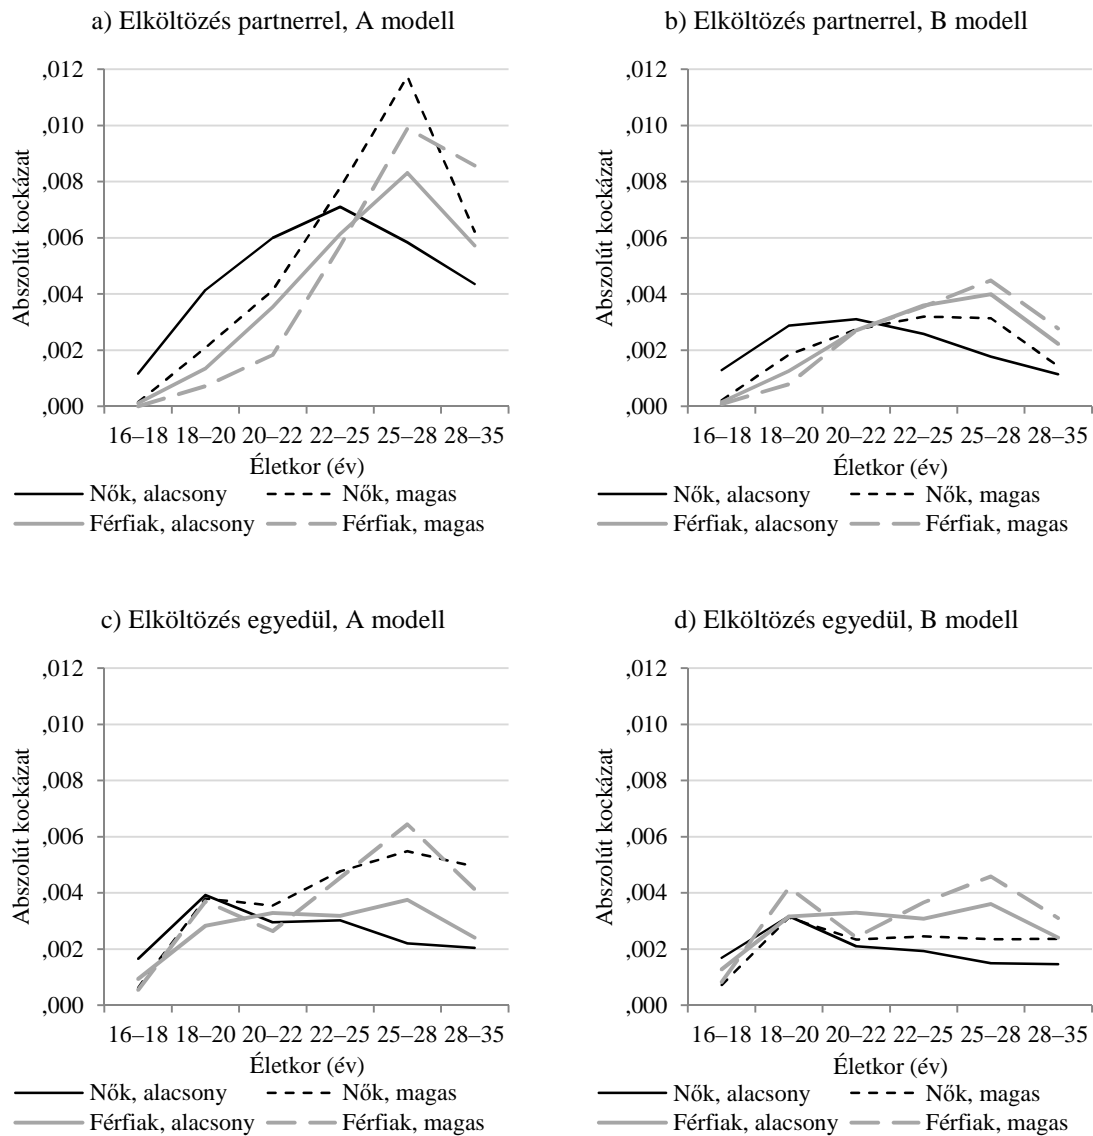 a) Elköltözés partnerrel, A modell
Abszolút kockázat
,012
,010
,008
,006
,004
,002
,000
16–18 18–20 20–22 22–25 25–28 28–35
Életkor (év)
Nők, alacsony Nők, magas
Férfiak, alacsony Férfiak, magas
b) Elköltözés partnerrel, B modell
Abszolút kockázat
,012
,010
,008
,006
,004
,002
,000
16–18 18–20 20–22 22–25 25–28 28–35
Életkor (év)
Nők, alacsony Nők, magas
Férfiak, alacsony Férfiak, magas
c) Elköltözés egyedül, A modell
Abszolút kockázat
,012
,010
,008
,006
,004
,002
,000
16–18 18–20 20–22 22–25 25–28 28–35
Életkor (év)
Nők, alacsony Nők, magas
Férfiak, alacsony Férfiak, magas
d) Elköltözés egyedül, B modell
Abszolút kockázat
,012
,010
,008
,006
,004
,002
,000
16–18 18–20 20–22 22–25 25–28 28–35
Életkor (év)
Nők, alacsony Nők, magas
Férfiak, alacsony Férfiak, magas